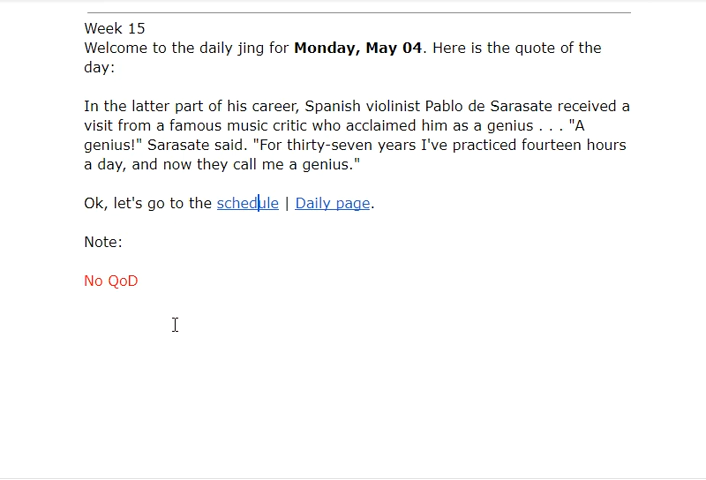 Week 15
Welcome to the daily jing for Monday, May 04. Here is the quote of the
day:
In the latter part of his career, Spanish violinist Pablo de Sarasate received a
visit from a famous music critic who acclaimed him as a genius . . . "A
genius!" Sarasate said. "For thirty-seven years I've practiced fourteen hours
a day, and now they call me a genius."
Ok, let's go to the schedule | Daily page.
Note:
No QoD